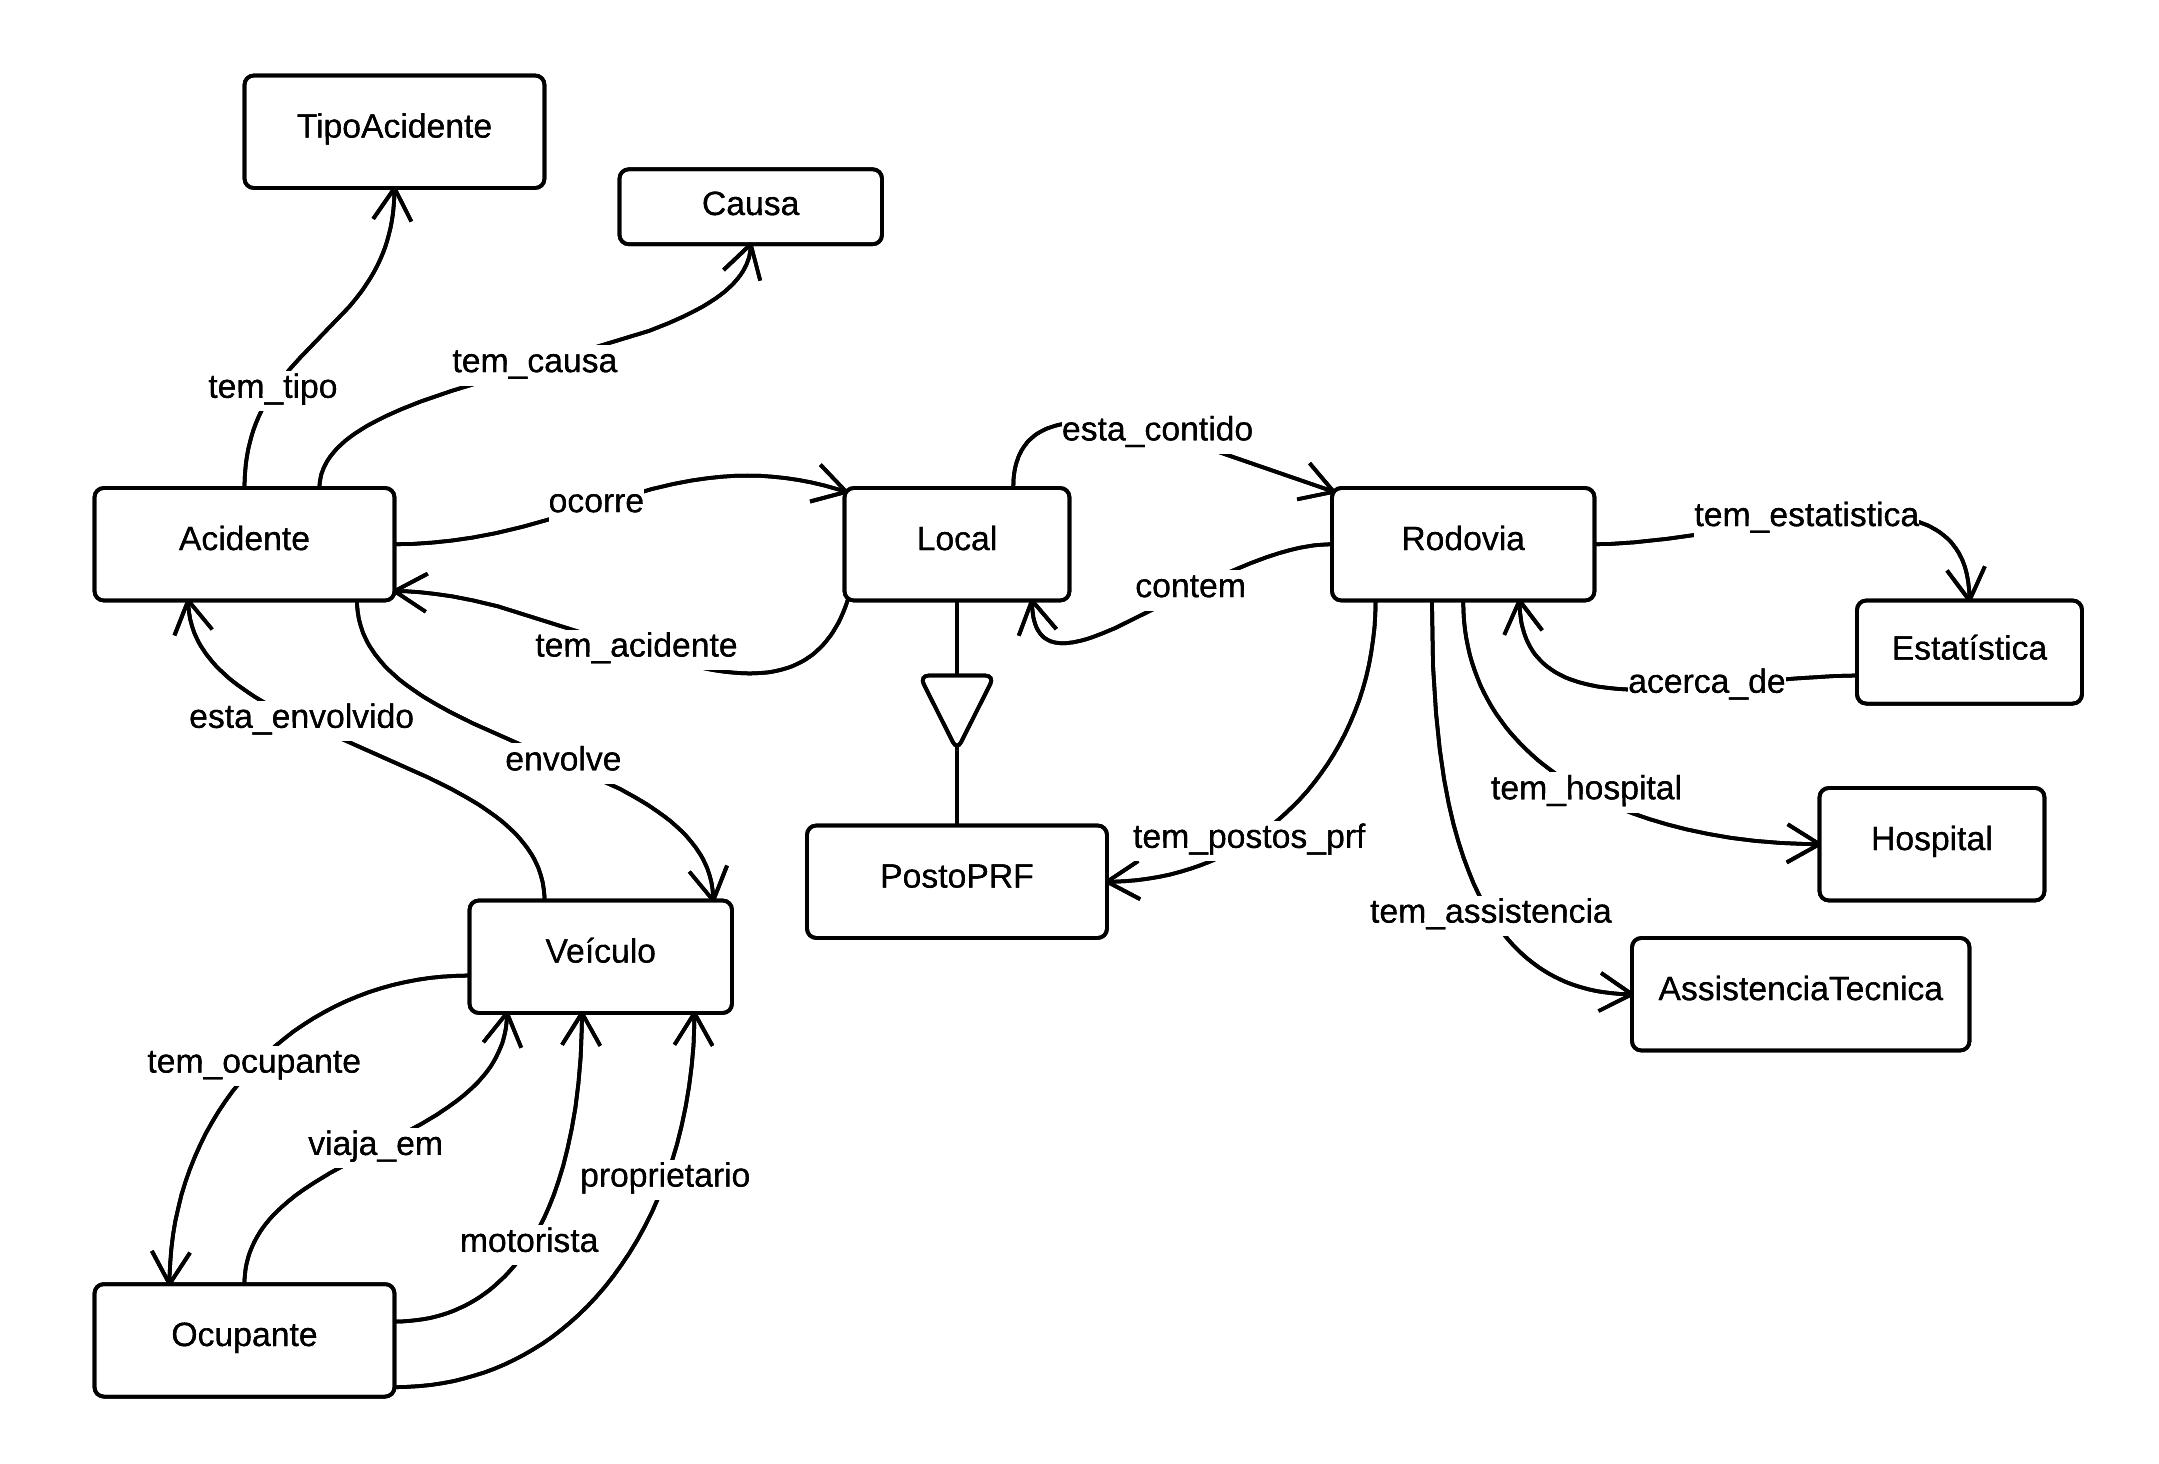 TipoAcidente
Causa
tem_causa
tem_tipo
esta_contido
ocorre
tem_estatistica
Acidente
Local
Rodovia
contem
tem_acidente
Estatística
acerca_de
esta_envolvido
envolve
tem_hospital
tem_postos_prf
Hospital
PostoPRF
tem_assistencia
Veículo
AssistenciaTecnica
tem_ocupante
viaja_em
proprietario
motorista
Ocupante